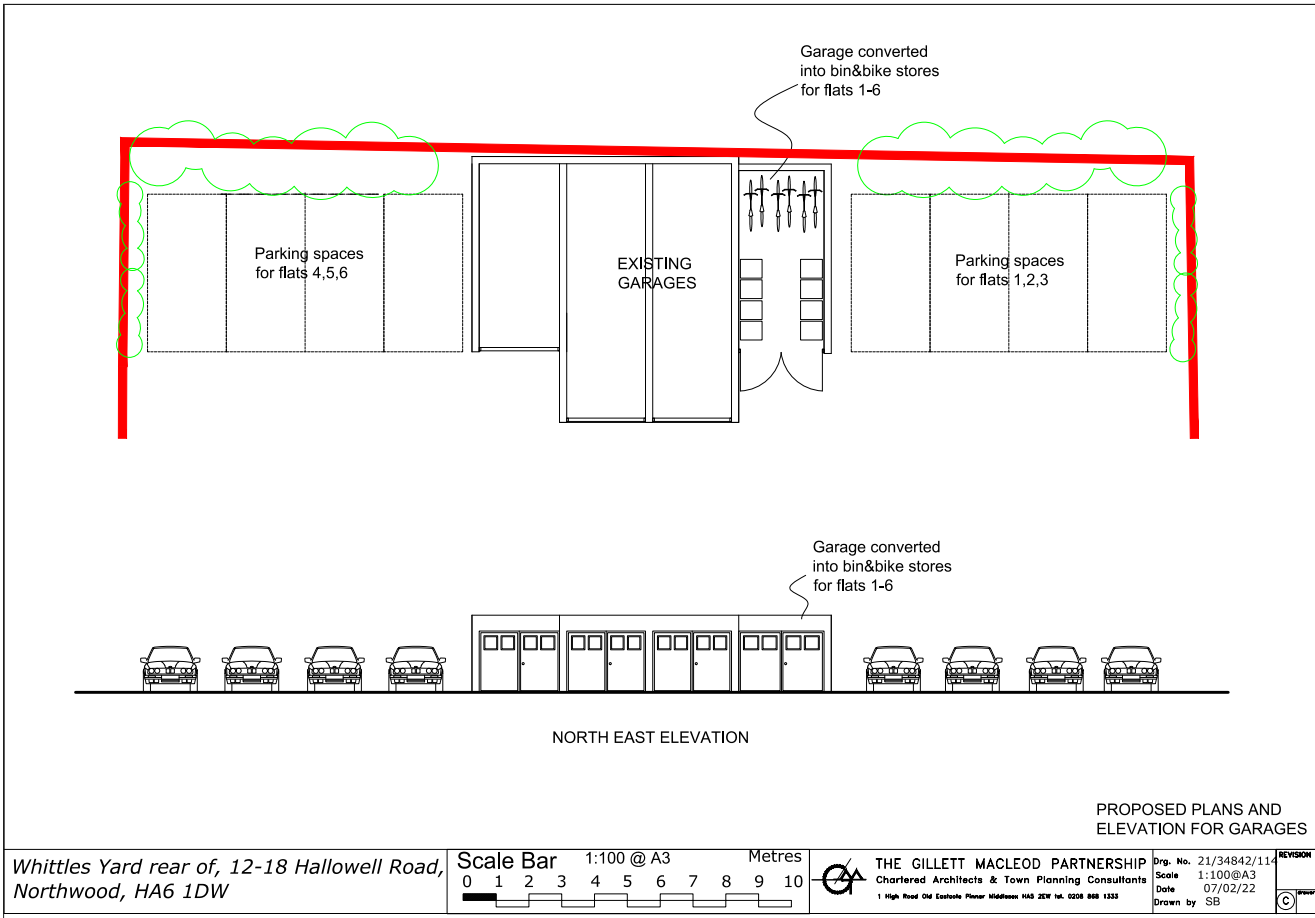 Garage converted
into bin&bike stores
for flats 1-6
Parking spaces
for flats 4,5,6
EXISTING
GARAGES
Parking spaces
for flats 1,2,3
Garage converted
into bin&bike stores
for flats 1-6
NORTH EAST ELEVATION
PROPOSED PLANS AND
ELEVATION FOR GARAGES
Whittles Yard rear of, 12-18 Hallowell Road,
Northwood, HA6 1DW
Scale Bar 1:100 @ A3 Metres
0 1 2 3 4 5 6 7 8 9 10
THE GILLETT MACLEOD PARTNERSHIP
Chartered Architects & Town Planning Consultants
1 High Road Old Eastcote Pinner Middlesex HA5 2EW tel. 0208 868 1333
Drg. No. 21/34842/114
Scale 1:100@A3
Date 07/02/22
Drawn by SB
REVISION
C